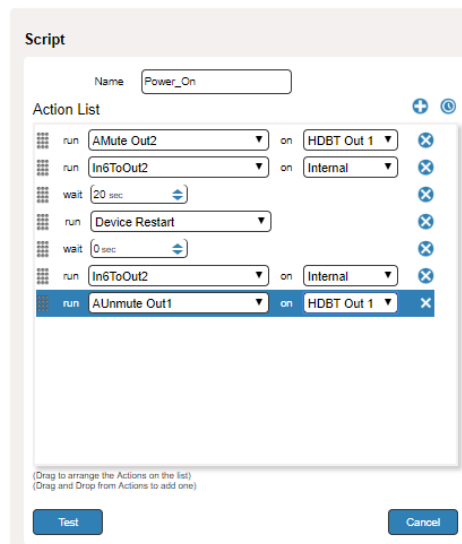 Script
Name Power_On
Action List
run AMute Out2 on HDBT Out 1
run In6ToOut2 on Internal
wait 20 sec
run Device Restart
wait 0 sec
run In6ToOut2 on Internal
run AUnmute Out1 on HDBT Out 1
(Drag to arrange the Actions on the list)
(Drag and Drop from Actions to add one)
Test Cancel